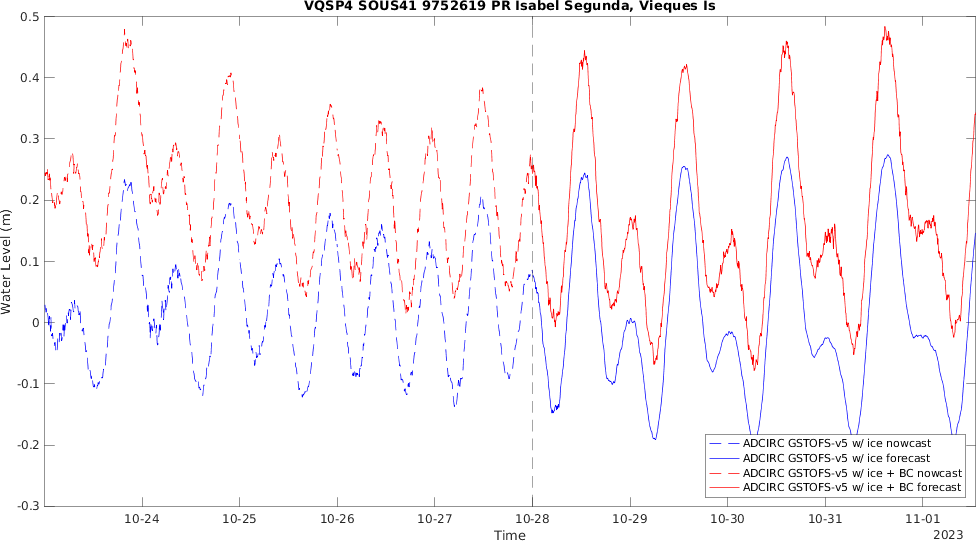 VQSP4 SOUS41 9752619 PR Isabel Segunda, Vieques Is
0.5
0.4
0.3
0.2
0.1
0
-0.1
-0.2
-0.3
Water Level (m)
10-24 10-25 10-26 10-27 10-28 10-29 10-30 10-31 11-01
Time
2023
ADCIRC GSTOFS-v5 w/ ice nowcast
ADCIRC GSTOFS-v5 w/ ice forecast
ADCIRC GSTOFS-v5 w/ ice + BC nowcast
ADCIRC GSTOFS-v5 w/ ice + BC forecast